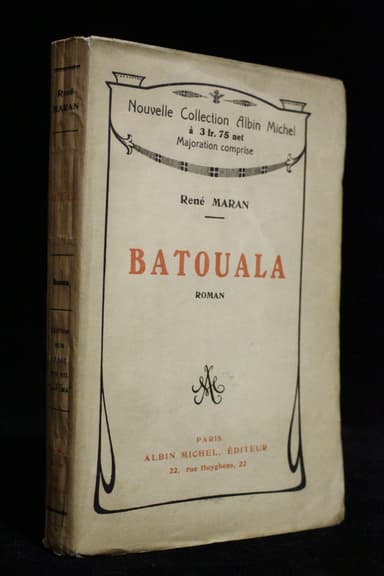 Nouvelle Collection Albin Michel
à 3 fr. 75 net
Majoration comprise
René MARAN
BATOUALA
ROMAN
PARIS
ALBIN MICHEL, ÉDITEUR
22, rue Huyghens, 22
René
MARAN